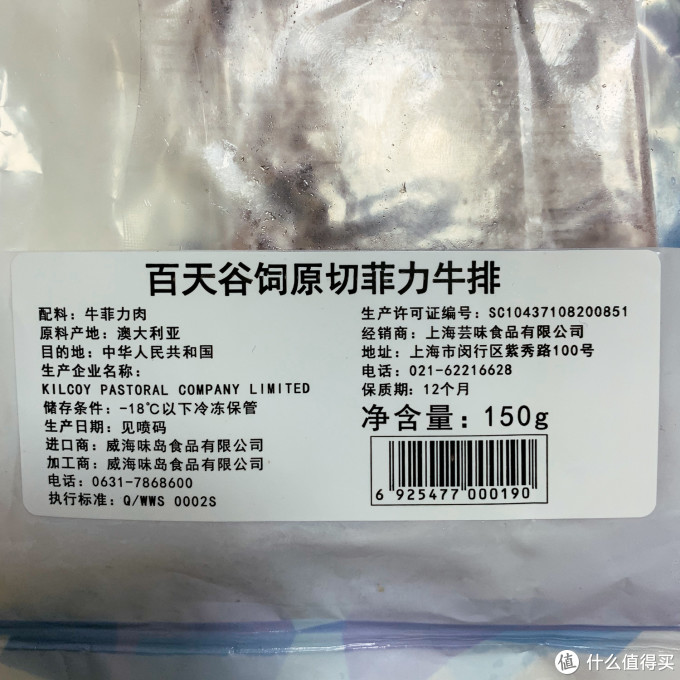 百天谷饲原切菲力牛排
配料: 牛菲力肉
原料产地: 澳大利亚
目的地: 中华人民共和国
生产企业名称:
KILCOY PASTORAL COMPANY LIMITED
储存条件: -18℃以下冷冻保管
生产日期: 见喷码
进口商: 威海味岛食品有限公司
加工商: 威海味岛食品有限公司
电话: 0631-7868600
执行标准: Q/WWS 0002S
生产许可证编号: SC10437108200851
经销商: 上海芸味食品有限公司
地址: 上海市闵行区紫秀路100号
电话: 021-62216628
保质期: 12个月
净含量: 150g
6 925477 000190
值 什么值得买